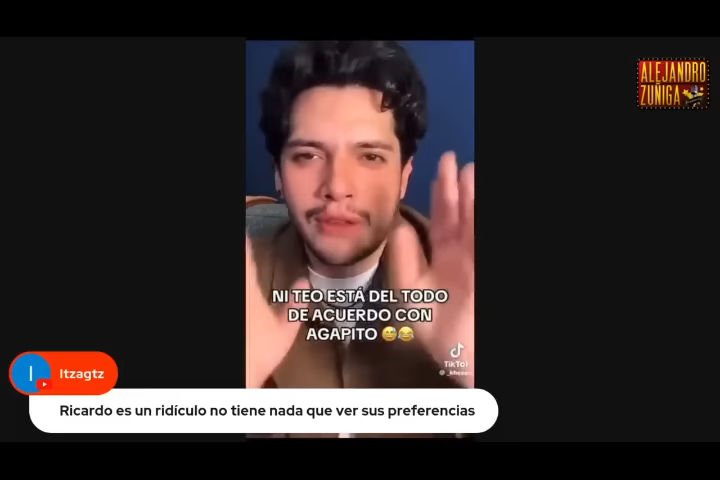 ALEJANDRO
ZUÑIGA
NI TEO ESTÁ DEL TODO
DE ACUERDO CON
AGAPITO 😅😂
TikTok
I Itzagtz
Ricardo es un ridículo no tiene nada que ver sus preferencias